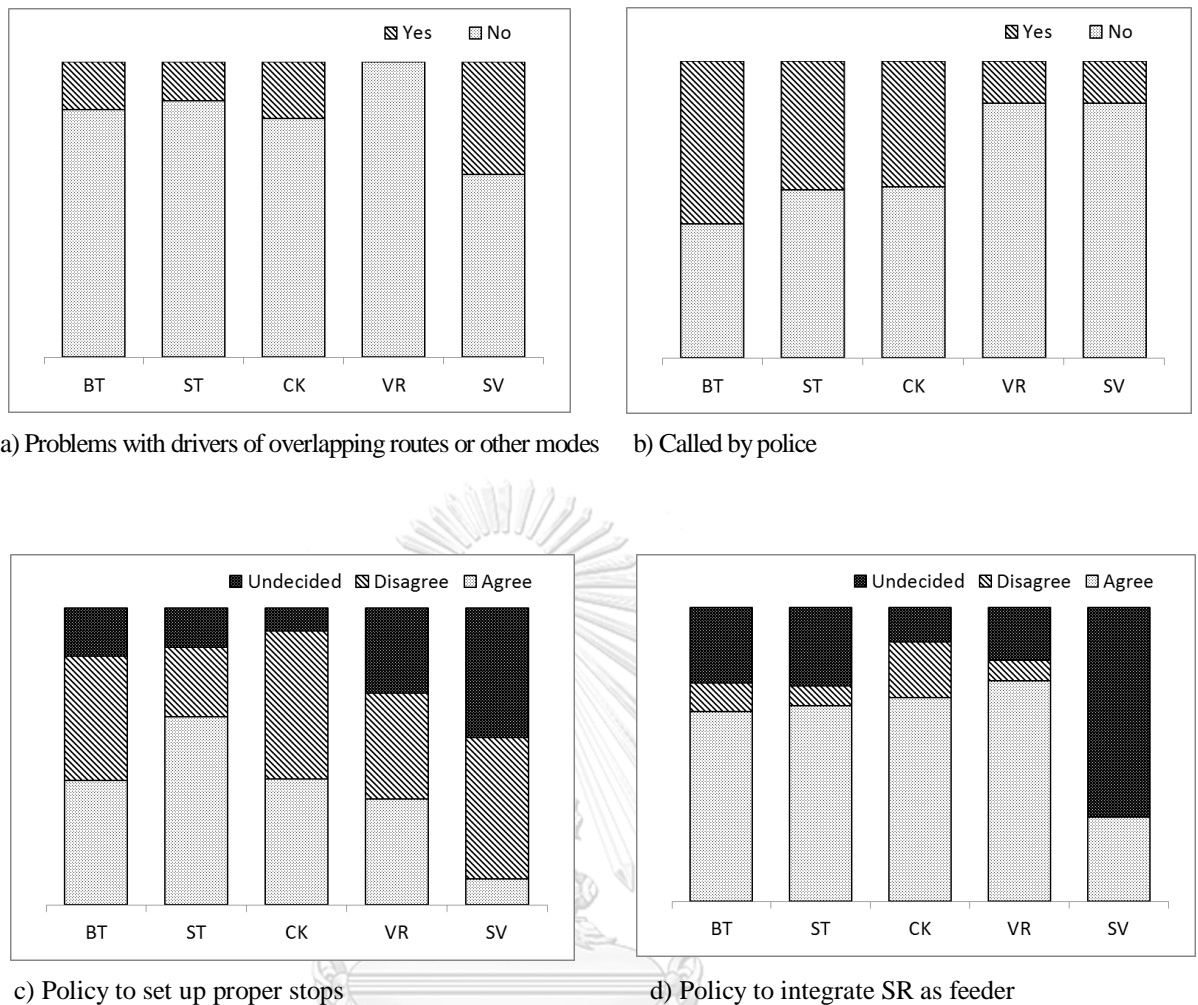 Yes No
BT ST CK VR SV
a) Problems with drivers of overlapping routes or other modes
Yes No
BT ST CK VR SV
b) Called by police
Undecided Disagree Agree
BT ST CK VR SV
c) Policy to set up proper stops
Undecided Disagree Agree
BT ST CK VR SV
d) Policy to integrate SR as feeder